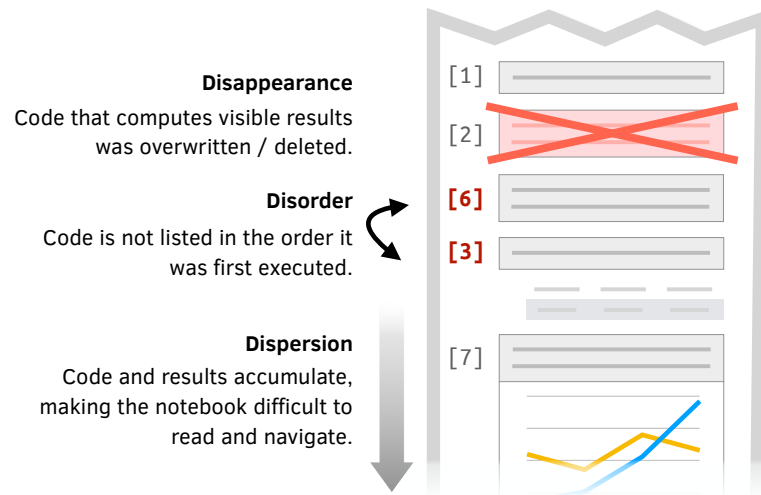 Disappearance
Code that computes visible results
was overwritten / deleted.
Disorder
Code is not listed in the order it
was first executed.
Dispersion
Code and results accumulate,
making the notebook difficult to
read and navigate.
[1]
[2]
[6]
[3]
[7]